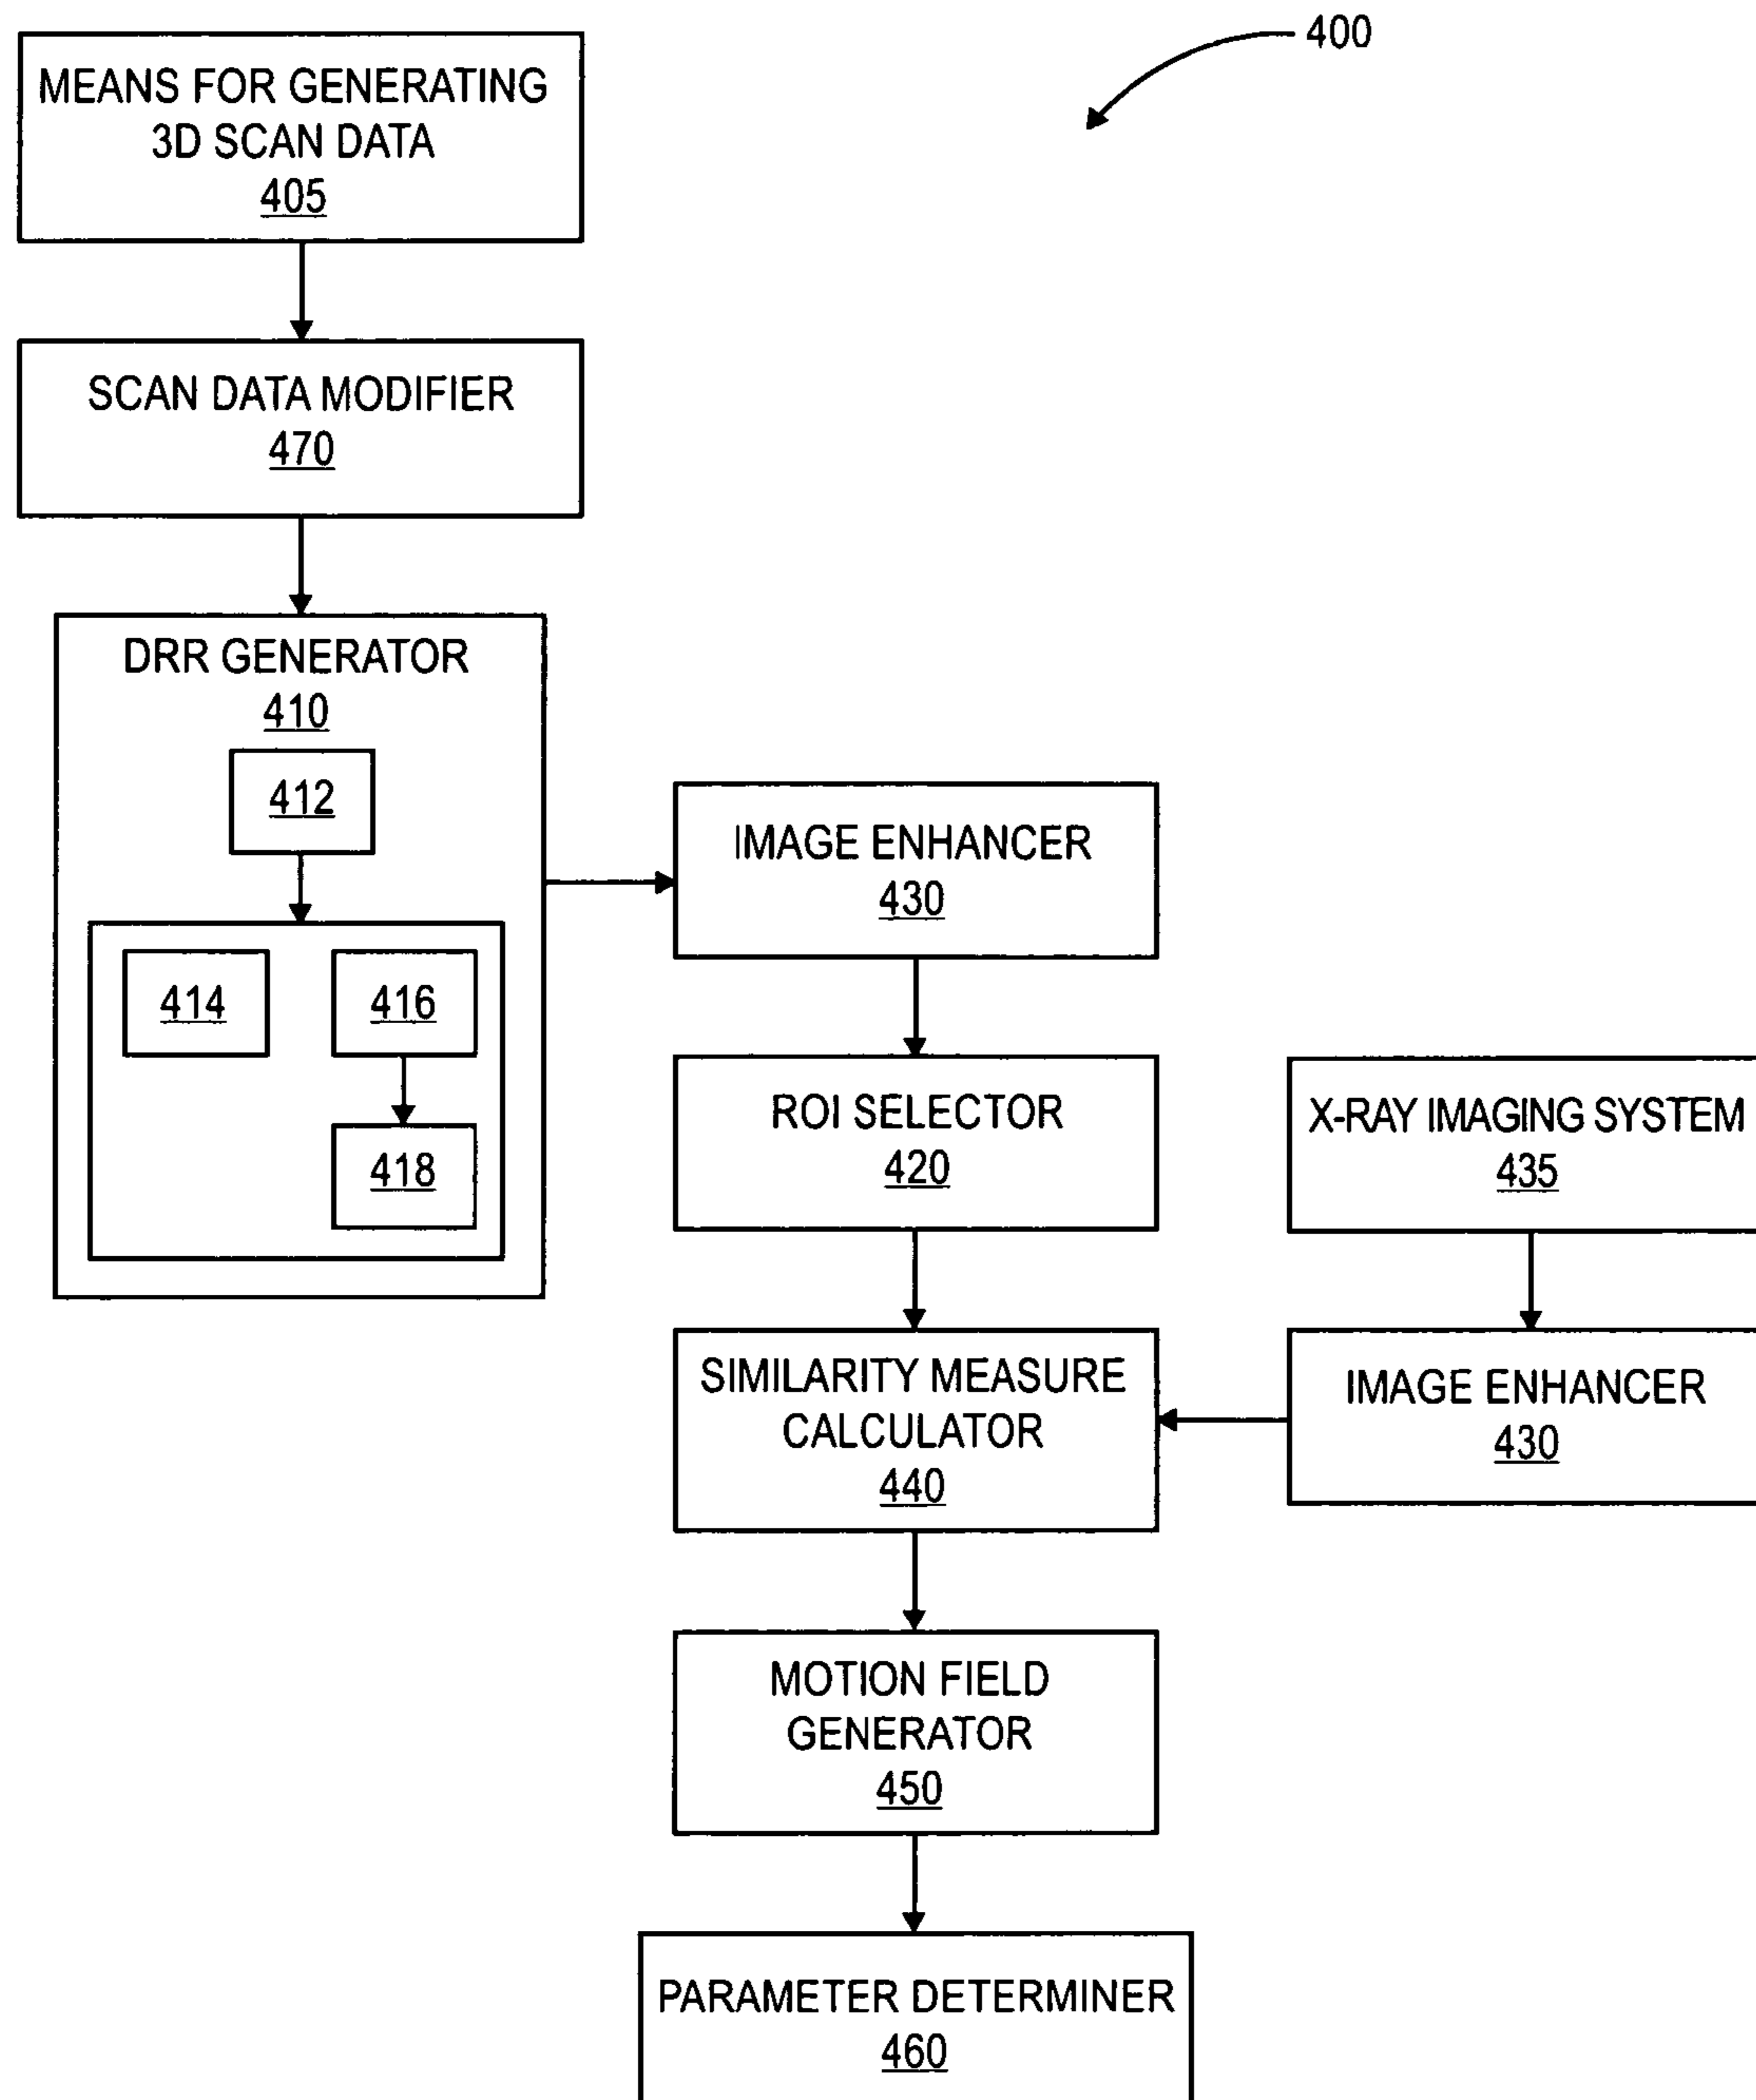 400
MEANS FOR GENERATING
3D SCAN DATA
405
SCAN DATA MODIFIER
470
DRR GENERATOR
410
412
414
416
418
IMAGE ENHANCER
430
ROI SELECTOR
420
X-RAY IMAGING SYSTEM
435
IMAGE ENHANCER
430
SIMILARITY MEASURE
CALCULATOR
440
MOTION FIELD
GENERATOR
450
PARAMETER DETERMINER
460